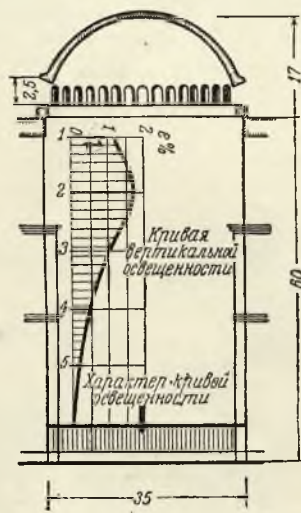 17
2,5
0 1 2 e%
1
2
3
4
5
Кривая
вертикальной
освещенности
60
Характер кривой
освещенности
35